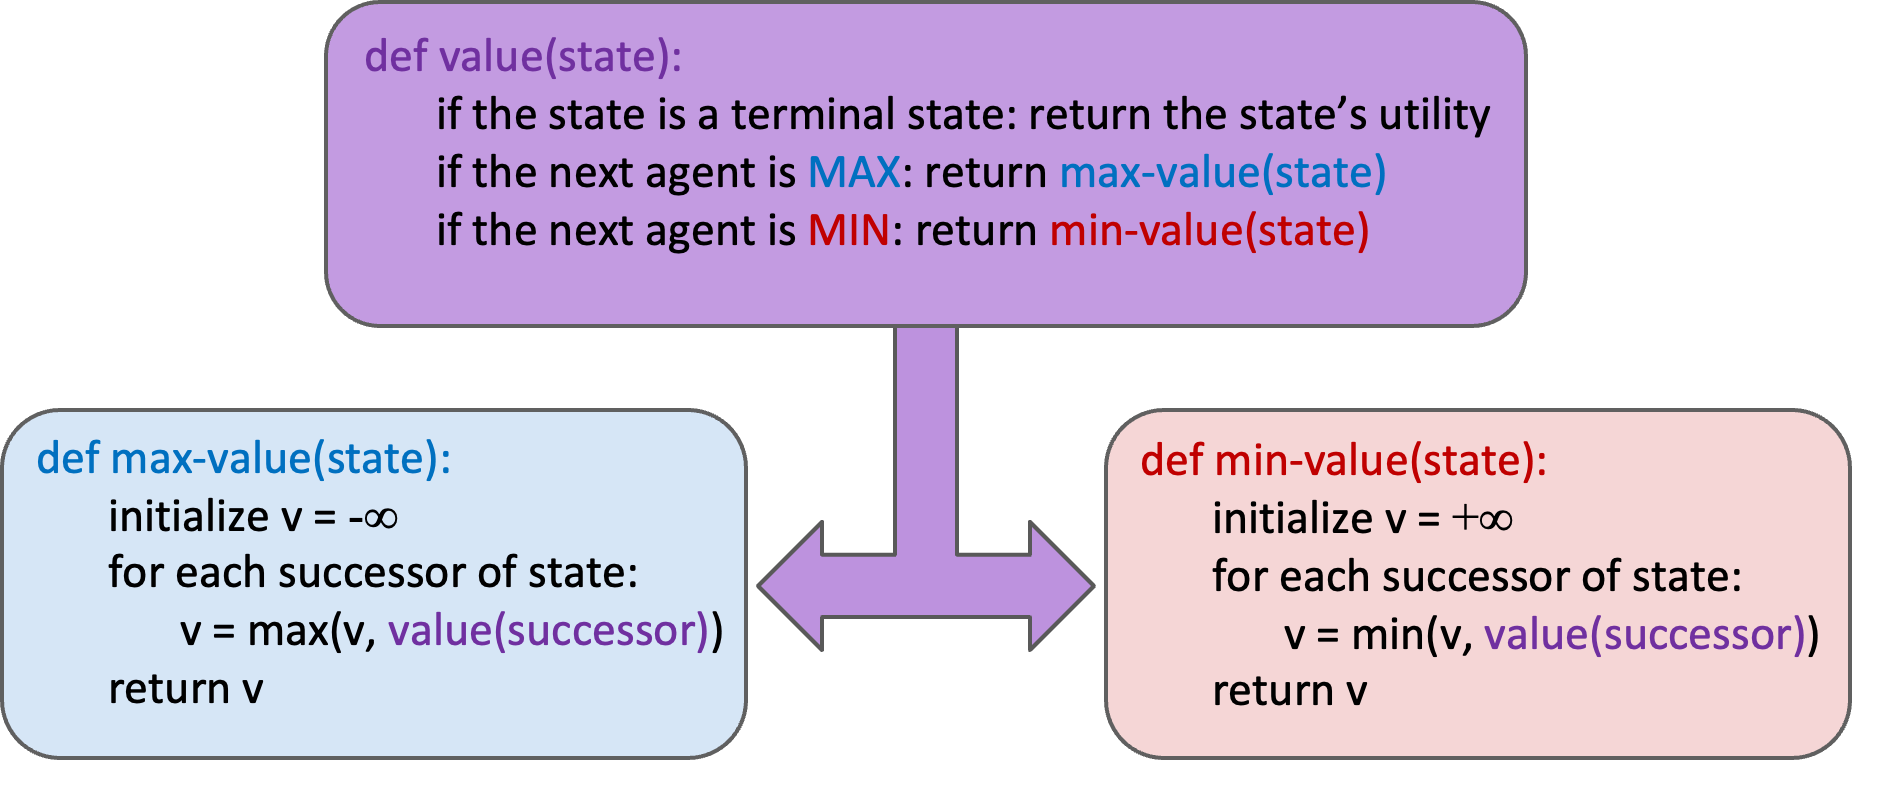 def value(state):
if the state is a terminal state: return the state’s utility
if the next agent is MAX: return max-value(state)
if the next agent is MIN: return min-value(state)
def max-value(state):
initialize v = -∞
for each successor of state:
v = max(v, value(successor))
return v
def min-value(state):
initialize v = +∞
for each successor of state:
v = min(v, value(successor))
return v